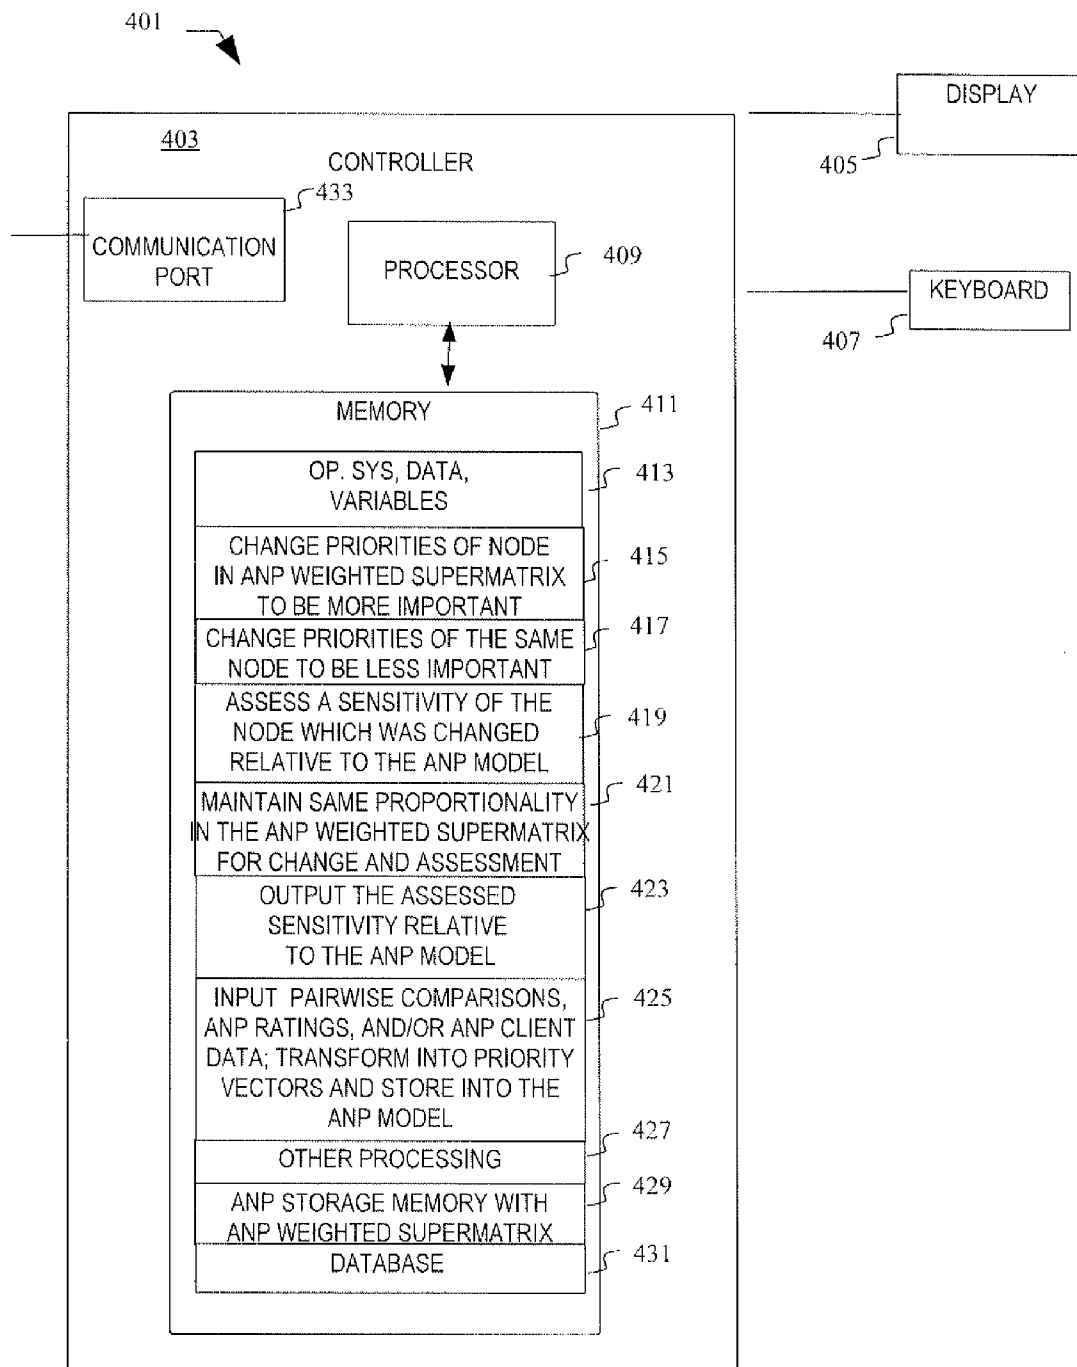 401
DISPLAY
405
403
CONTROLLER
433
COMMUNICATION
PORT
PROCESSOR
409
KEYBOARD
407
MEMORY
411
OP. SYS, DATA,
VARIABLES
413
CHANGE PRIORITIES OF NODE
IN ANP WEIGHTED SUPERMATRIX
TO BE MORE IMPORTANT
415
CHANGE PRIORITIES OF THE SAME
NODE TO BE LESS IMPORTANT
417
ASSESS A SENSITIVITY OF THE
NODE WHICH WAS CHANGED
RELATIVE TO THE ANP MODEL
419
MAINTAIN SAME PROPORTIONALITY
IN THE ANP WEIGHTED SUPERMATRIX
FOR CHANGE AND ASSESSMENT
421
OUTPUT THE ASSESSED
SENSITIVITY RELATIVE
TO THE ANP MODEL
423
INPUT PAIRWISE COMPARISONS,
ANP RATINGS, AND/OR ANP CLIENT
DATA; TRANSFORM INTO PRIORITY
VECTORS AND STORE INTO THE
ANP MODEL
425
OTHER PROCESSING
427
ANP STORAGE MEMORY WITH
ANP WEIGHTED SUPERMATRIX
429
DATABASE
431